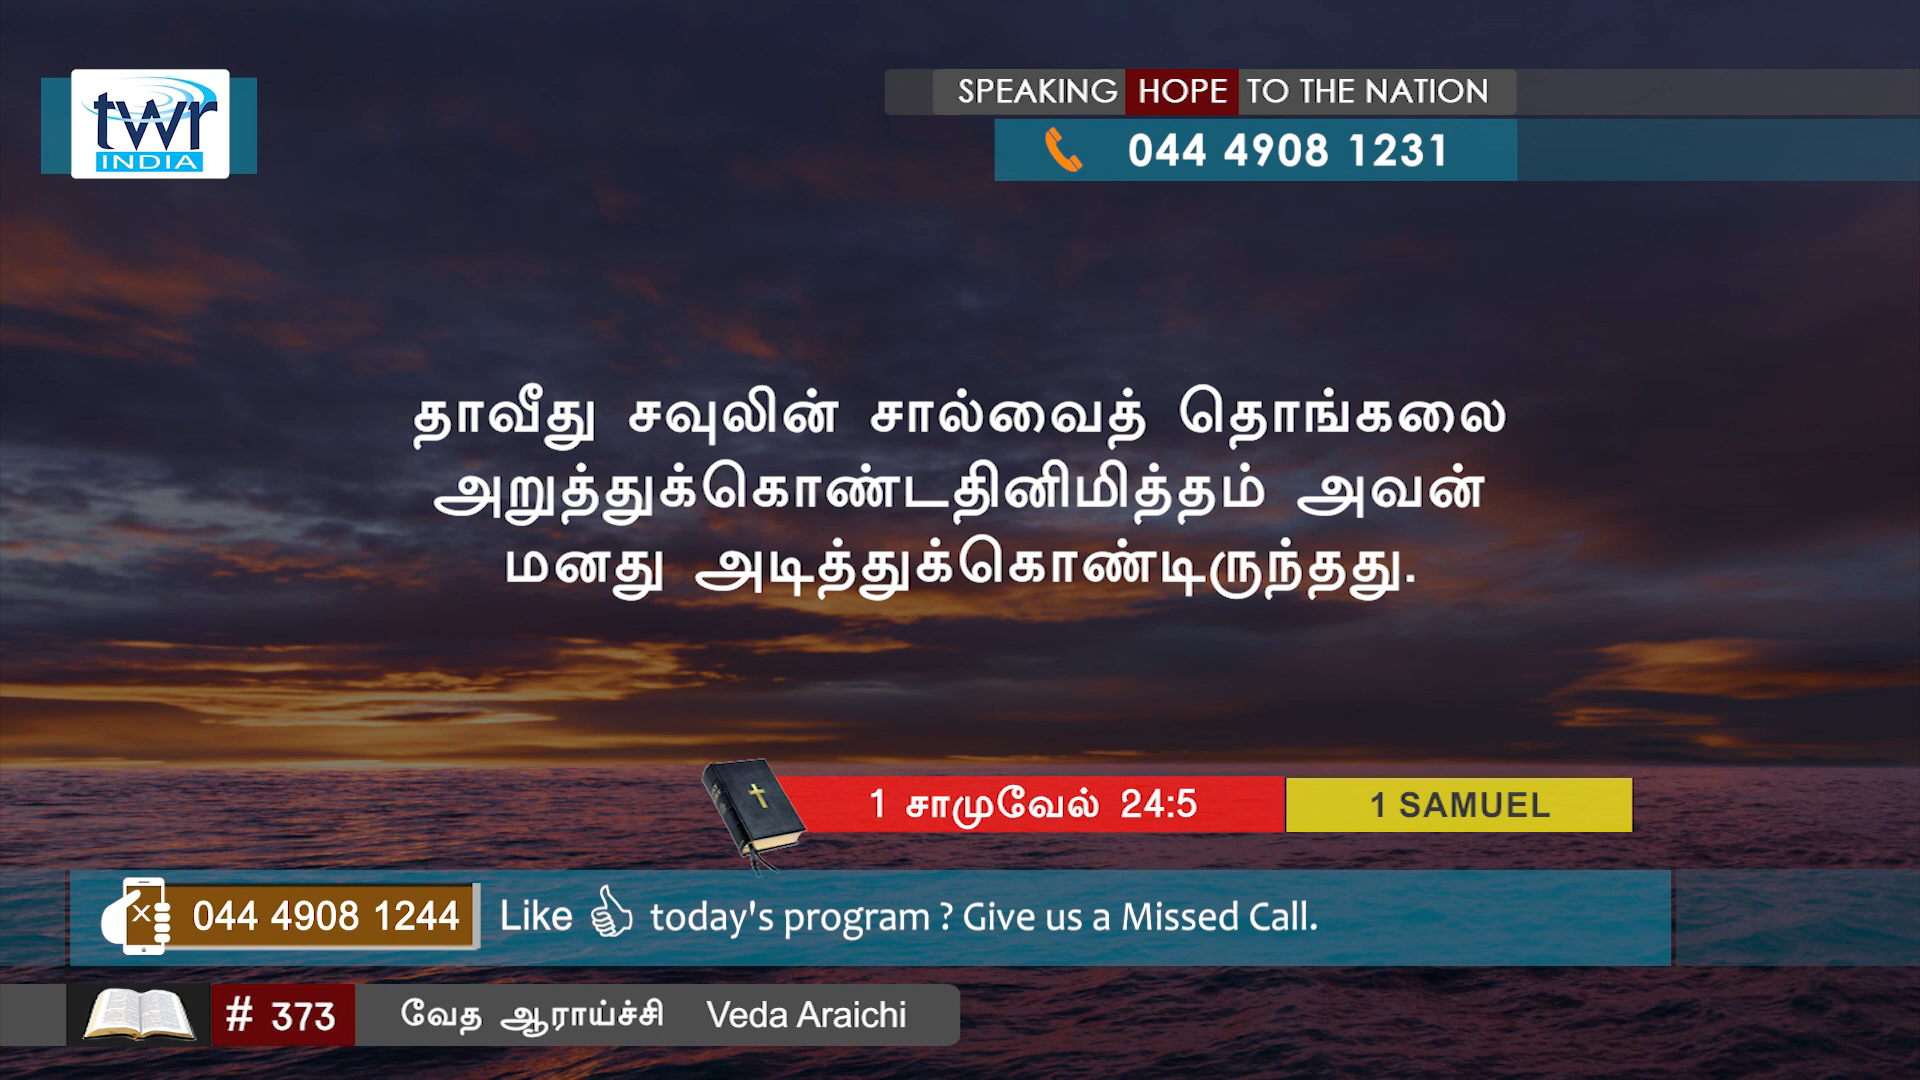 twr
INDIA
SPEAKING HOPE TO THE NATION
044 4908 1231
தாவீது சவுலின் சால்வைத் தொங்கலை
அறுத்துக்கொண்டதினிமித்தம் அவன்
மனது அடித்துக்கொண்டிருந்தது.
1 சாமுவேல் 24:5
1 SAMUEL
044 4908 1244
Like today's program ? Give us a Missed Call.
# 373
வேத ஆராய்ச்சி Veda Araichi